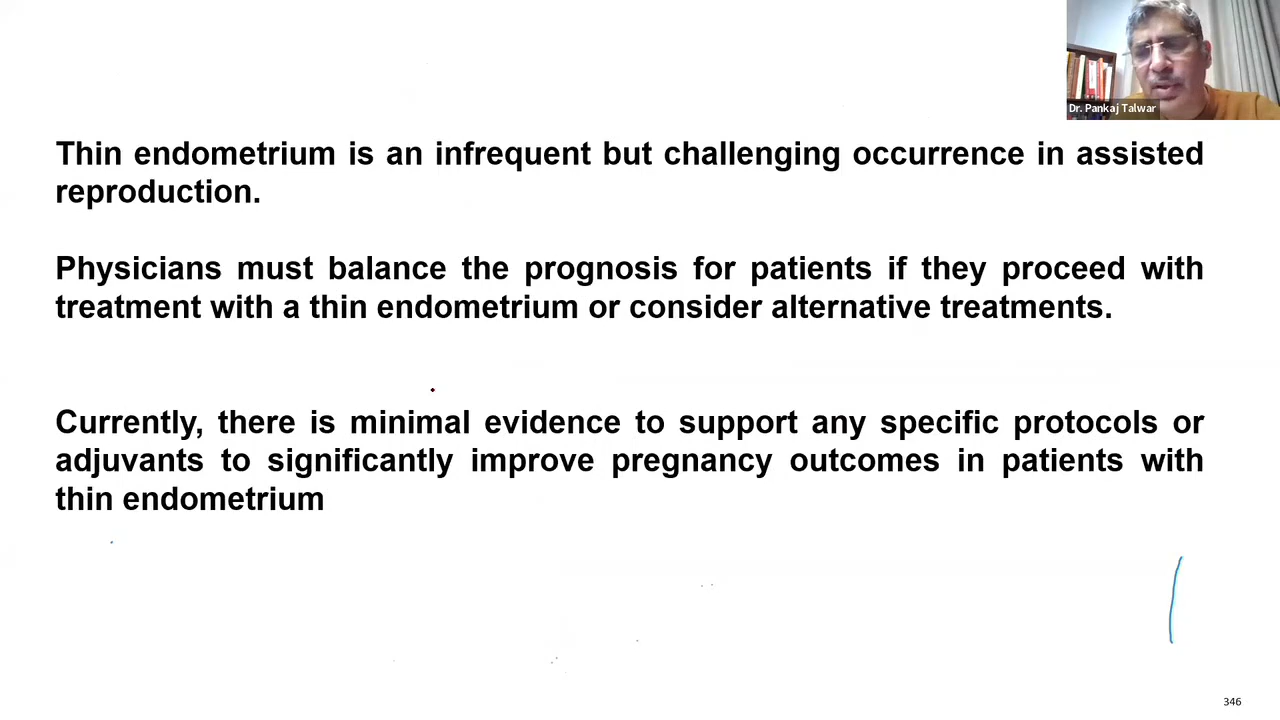 Dr. Pankaj Talwar
Thin endometrium is an infrequent but challenging occurrence in assisted
reproduction.
Physicians must balance the prognosis for patients if they proceed with
treatment with a thin endometrium or consider alternative treatments.
Currently, there is minimal evidence to support any specific protocols or
adjuvants to significantly improve pregnancy outcomes in patients with
thin endometrium
346